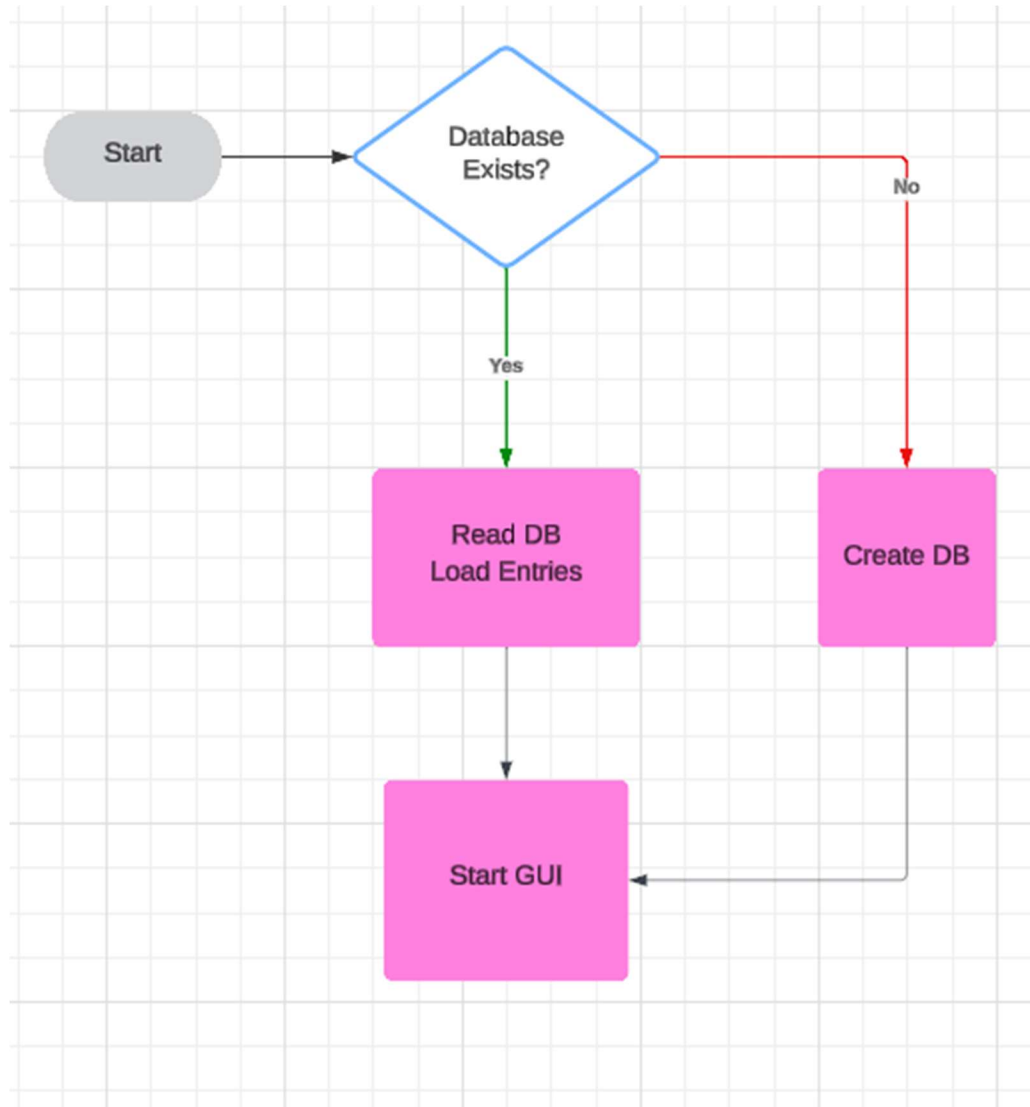 Start
Database
Exists?
No
Yes
Read DB
Load Entries
Create DB
Start GUI